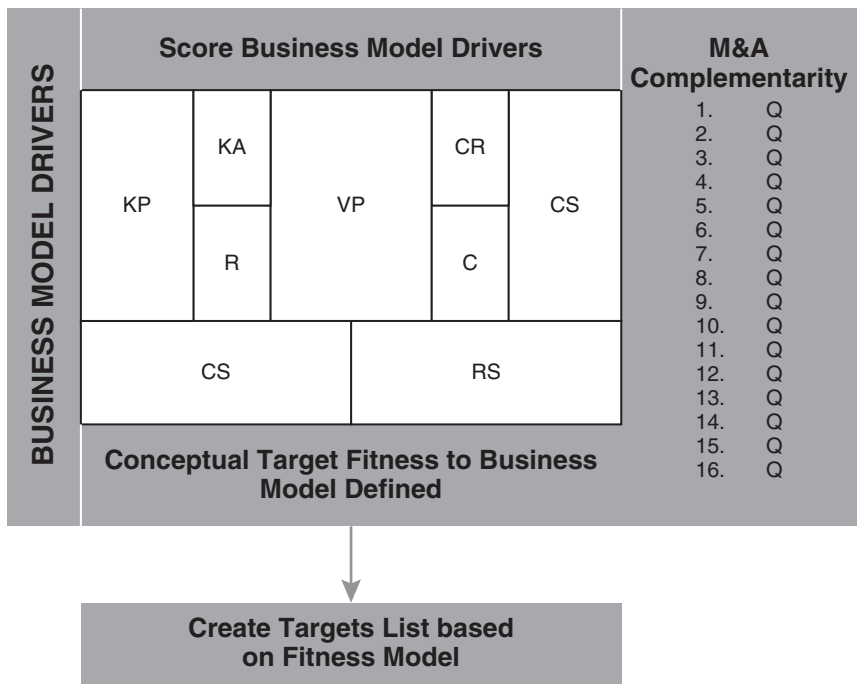 BUSINESS MODEL DRIVERS
Score Business Model Drivers
KP
KA
R
VP
CR
C
CS
CS
RS
Conceptual Target Fitness to Business
Model Defined
M&A
Complementarity
1. Q
2. Q
3. Q
4. Q
5. Q
6. Q
7. Q
8. Q
9. Q
10. Q
11. Q
12. Q
13. Q
14. Q
15. Q
16. Q
Create Targets List based
on Fitness Model